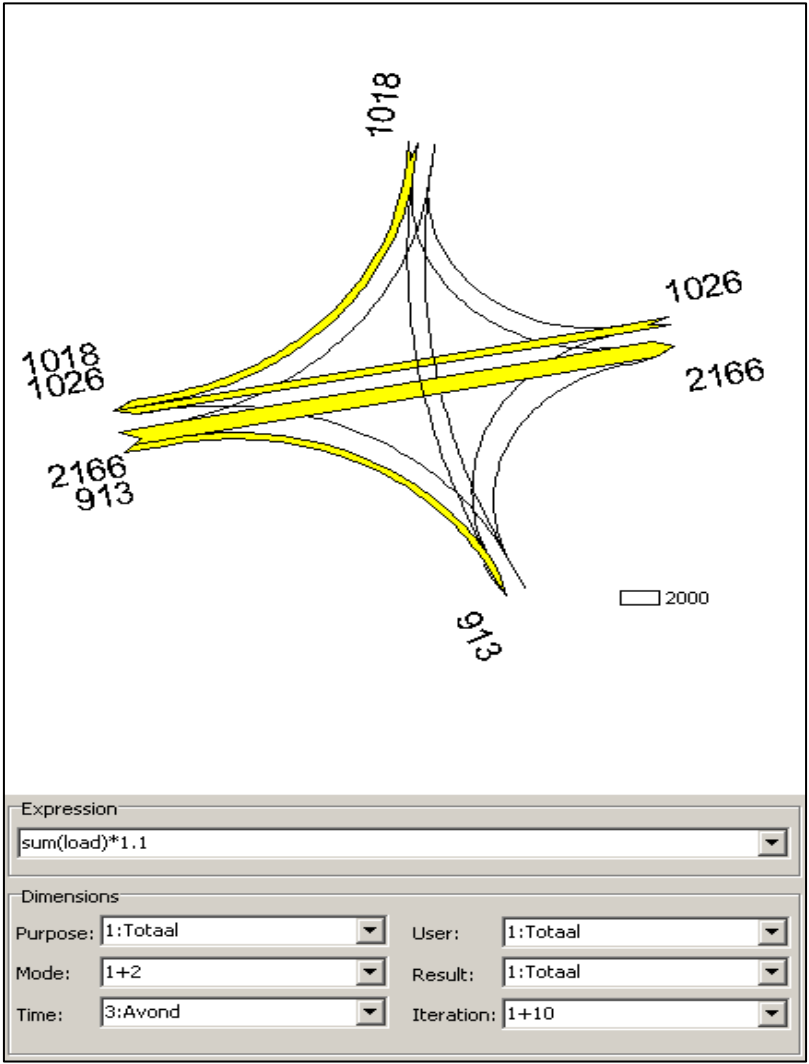 1018
1026
1018
1026
2166
2166
913
2000
913
Expression
sum(load)*1.1
Dimensions
Purpose: 1:Totaal User: 1:Totaal
Mode: 1+2 Result: 1:Totaal
Time: 3:Avond Iteration: 1+10